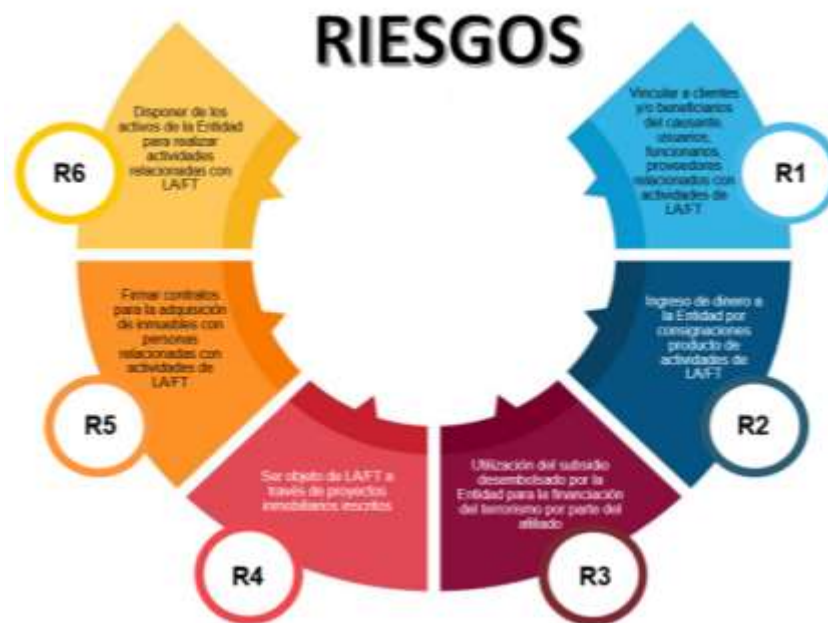 RIESGOS
R1
Vincular a clientes
y/o beneficiarios
del causante,
usuarios,
funcionarios,
proveedores
relacionados con
actividades de
LA/FT
R2
Ingreso de dinero a
la Entidad por
consignaciones
producto de
actividades de
LA/FT
R3
Utilización del subsidio
desembolsado por la
Entidad para la financiación
del terrorismo por parte del
afiliado
R4
Ser objeto de LA/FT a
través de proyectos
inmobiliarios escritos
R5
Firmar contratos
para la adquisición
de inmuebles con
personas
relacionadas con
actividades de
LA/FT
R6
Disponer de los
activos de la Entidad
para realizar
actividades
relacionadas con
LA/FT